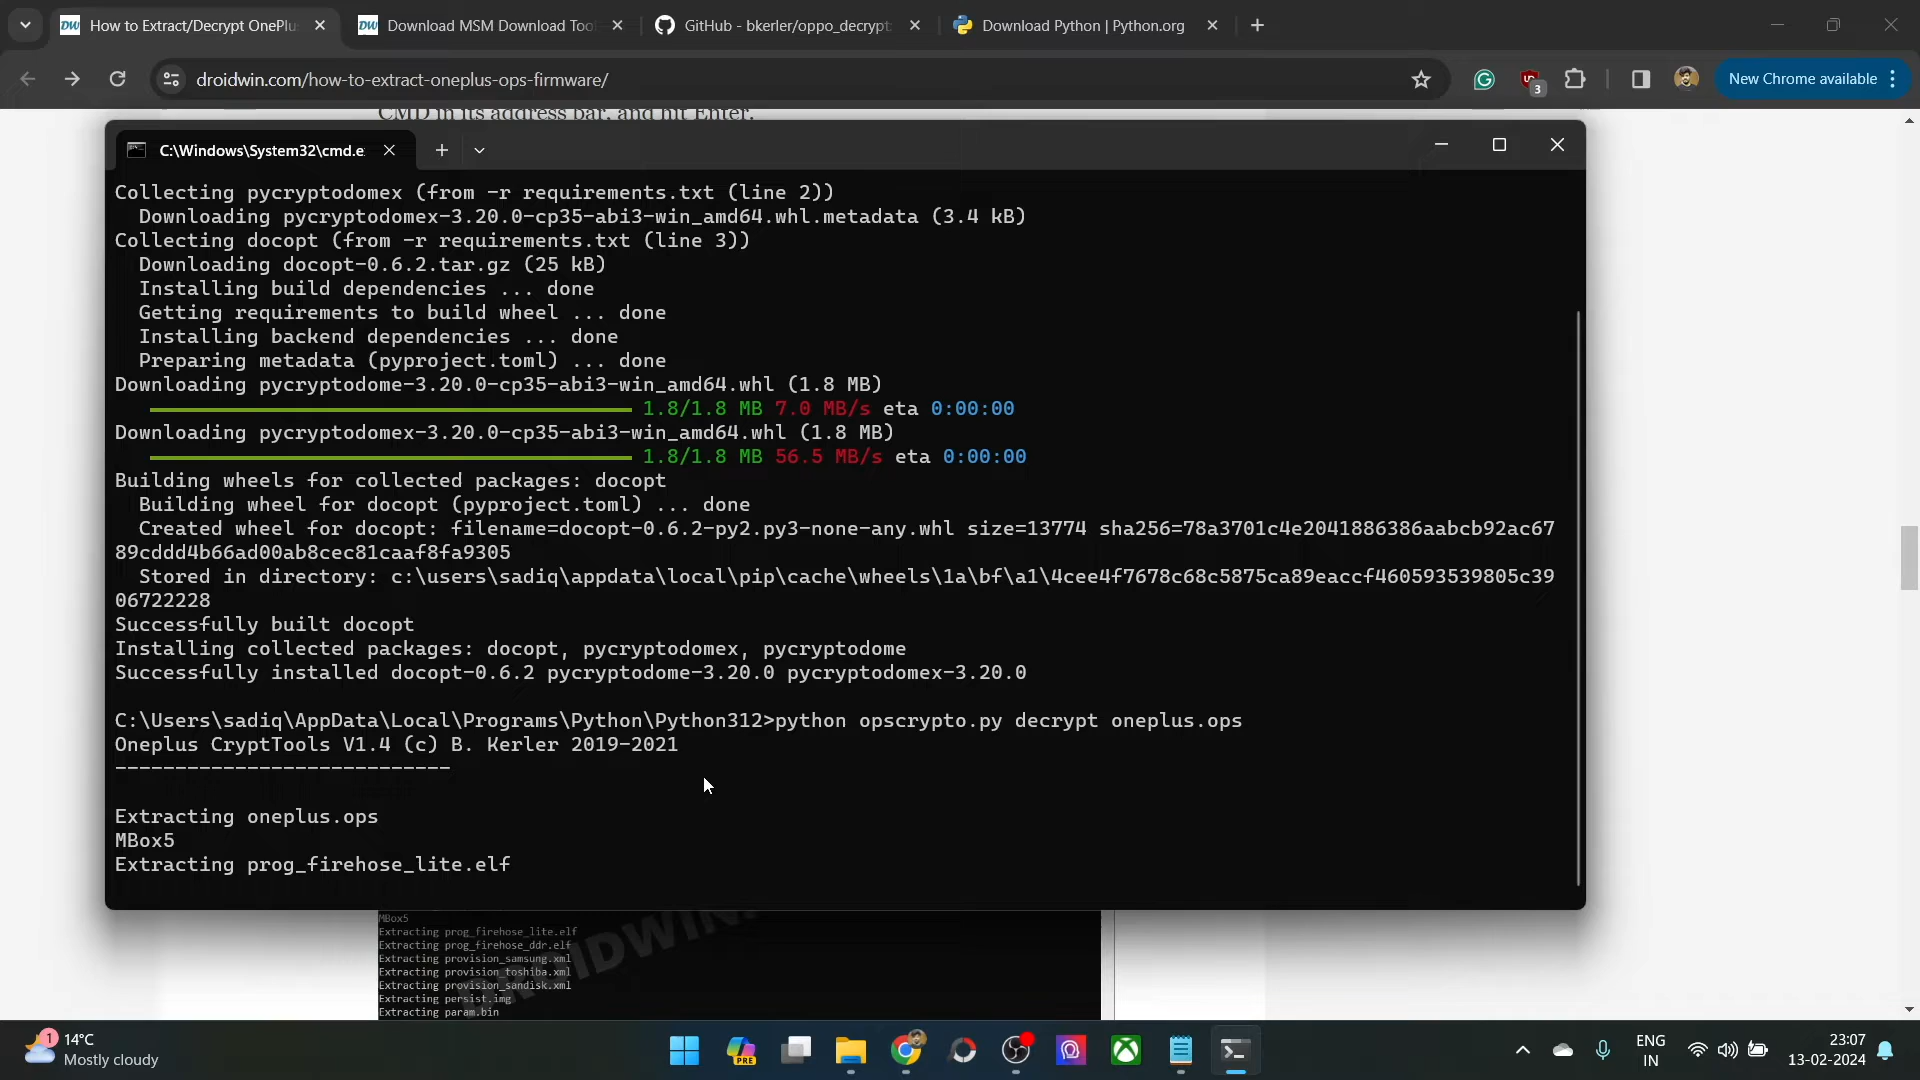 How to Extract/Decrypt OnePlus
Download MSM Download Too
GitHub - bkerler/oppo_decrypt
Download Python | Python.org
droidwin.com/how-to-extract-oneplus-ops-firmware/
3
New Chrome available
CMD in its address bar, and hit Enter.
C:\Windows\System32\cmd.e
Collecting pycryptodomex (from -r requirements.txt (line 2))
Downloading pycryptodomex-3.20.0-cp35-abi3-win_amd64.whl.metadata (3.4 kB)
Collecting docopt (from -r requirements.txt (line 3))
Downloading docopt-0.6.2.tar.gz (25 kB)
Installing build dependencies ... done
Getting requirements to build wheel ... done
Installing backend dependencies ... done
Preparing metadata (pyproject.toml) ... done
Downloading pycryptodome-3.20.0-cp35-abi3-win_amd64.whl (1.8 MB)
1.8/1.8 MB 7.0 MB/s eta 0:00:00
Downloading pycryptodomex-3.20.0-cp35-abi3-win_amd64.whl (1.8 MB)
1.8/1.8 MB 56.5 MB/s eta 0:00:00
Building wheels for collected packages: docopt
Building wheel for docopt (pyproject.toml) ... done
Created wheel for docopt: filename=docopt-0.6.2-py2.py3-none-any.whl size=13774 sha256=78a3701c4e2041886386aabcb92ac67
89cddd4b66ad00ab8cec81caaf8fa9305
Stored in directory: c:\users\sadiq\appdata\local\pip\cache\wheels\1a\bf\a1\4cee4f7678c68c5875ca89eaccf460593539805c39
06722228
Successfully built docopt
Installing collected packages: docopt, pycryptodomex, pycryptodome
Successfully installed docopt-0.6.2 pycryptodome-3.20.0 pycryptodomex-3.20.0
C:\Users\sadiq\AppData\Local\Programs\Python\Python312>python opscrypto.py decrypt oneplus.ops
Oneplus CryptTools V1.4 (c) B. Kerler 2019-2021
----------------------------
Extracting oneplus.ops
MBox5
Extracting prog_firehose_lite.elf
MBox5
Extracting prog_firehose_lite.elf
Extracting prog_firehose_ddr.elf
Extracting provision_samsung.xml
Extracting provision_toshiba.xml
Extracting provision_sandisk.xml
Extracting persist.img
Extracting param.bin
DROIDWIN.
1
14°C
Mostly cloudy
PRE
ENG
IN
23:07
13-02-2024